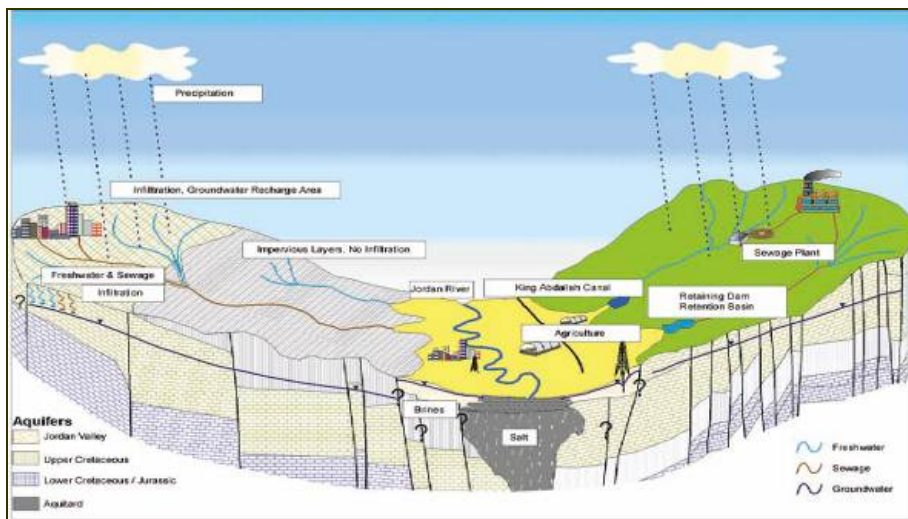 Precipitation
Infiltration, Groundwater Recharge Area
Impervious Layers, No Infiltration
Sewage Plant
Freshwater & Sewage
Infiltration
Jordan River
King Abdallah Canal
Retaining Dam
Retention Basin
Agriculture
?
Brines
?
?
?
?
Salt
Aquifers
Jordan Valley
Upper Cretaceous
Lower Cretaceous / Jurassic
Aquitard
Freshwater
Sewage
Groundwater